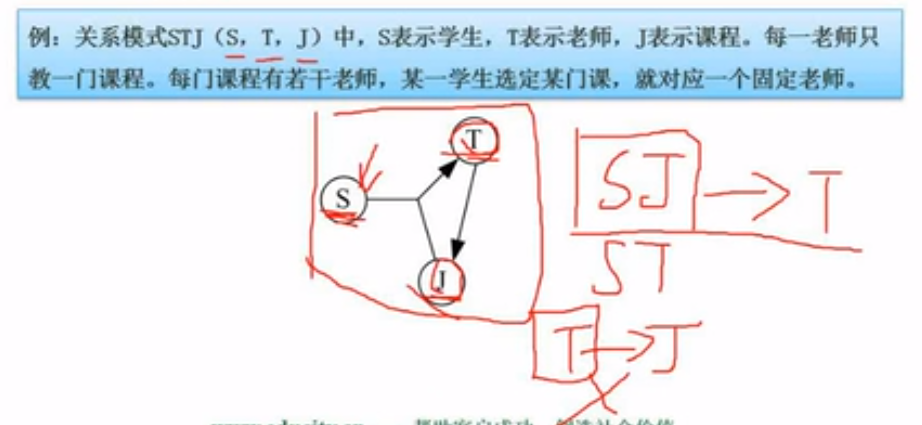 例：关系模式STJ（S，T，J）中，S表示学生，T表示老师，J表示课程。每一老师只
教一门课程。每门课程有若干老师，某一学生选定某门课，就对应一个固定老师。
T
S
J
SJ → T
ST
T → J